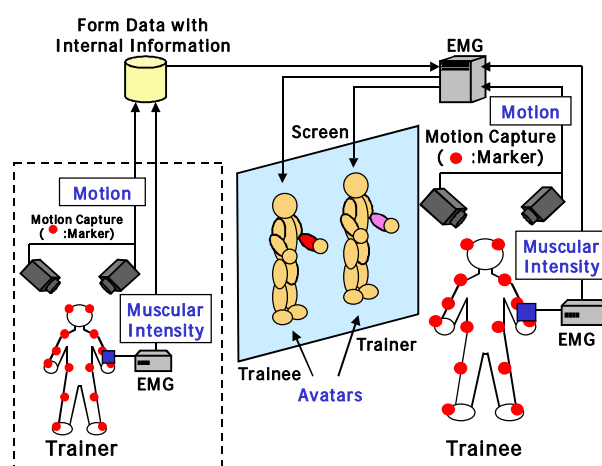 Form Data with
Internal Information
EMG
Motion
Screen
Motion Capture
( :Marker)
Motion
Motion Capture
( :Marker)
Muscular
Intensity
Muscular
Intensity
EMG
Trainer
Trainee
Avatars
EMG
Trainer
Trainee